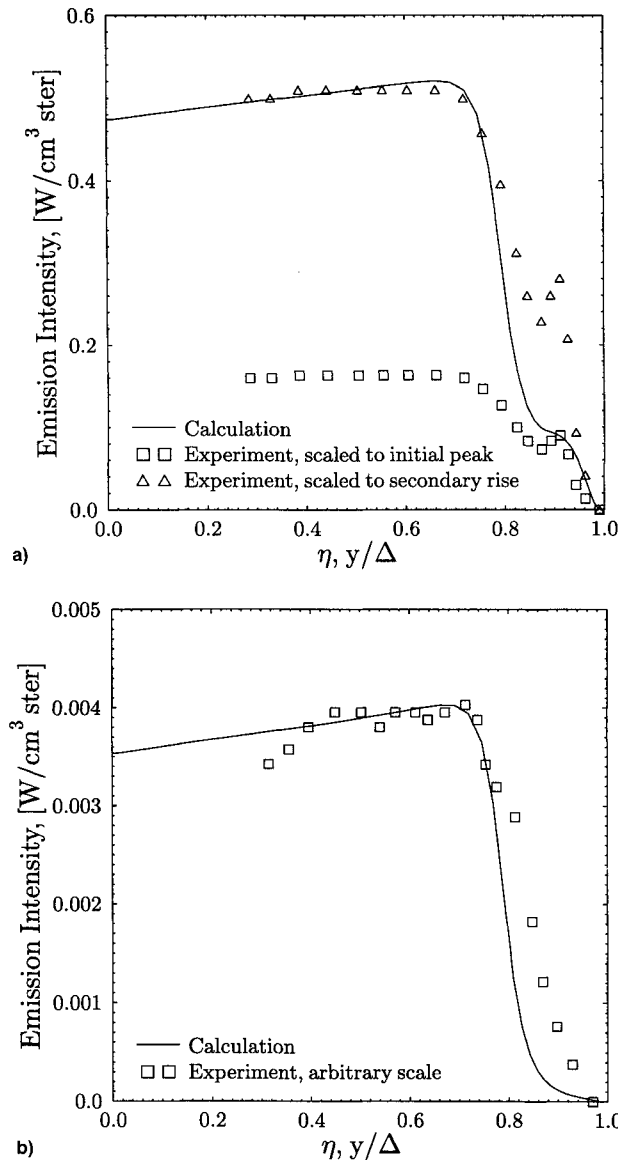 0.6
0.4
0.2
0.0
Emission Intensity, [W/cm³ ster]
Calculation
Experiment, scaled to initial peak
Experiment, scaled to secondary rise
0.0 0.2 0.4 0.6 0.8 1.0
η, y/Δ
a)
0.005
0.004
0.003
0.002
0.001
0.0
Emission Intensity, [W/cm³ ster]
Calculation
Experiment, arbitrary scale
0.0 0.2 0.4 0.6 0.8 1.0
η, y/Δ
b)